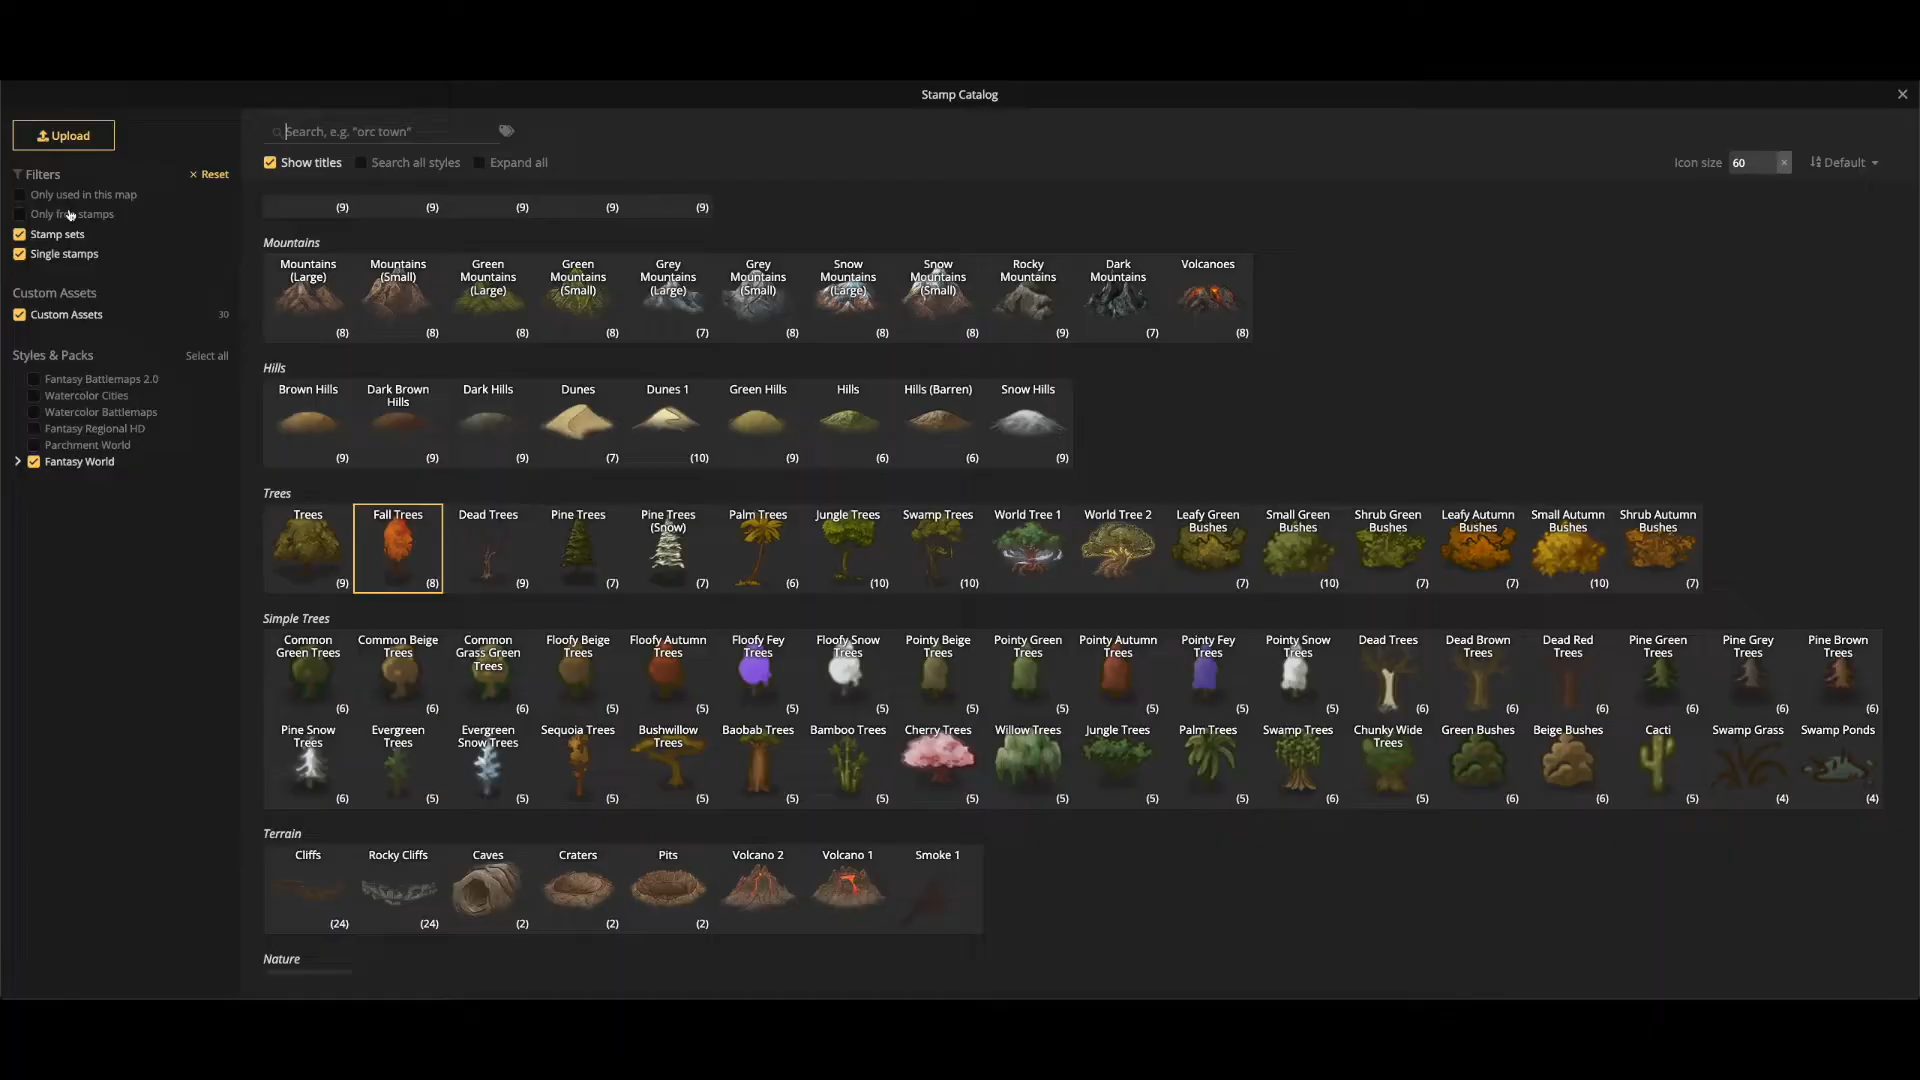 Stamp Catalog
Upload
Search, e.g. "orc town"
Show titles
Search all styles
Expand all
Icon size
60
Default
Filters
Reset
Only used in this map
Only free stamps
Stamp sets
Single stamps
Custom Assets
Custom Assets
30
Styles & Packs
Select all
Fantasy Battlemaps 2.0
Watercolor Cities
Watercolor Battlemaps
Fantasy Regional HD
Parchment World
Fantasy World
(9) (9) (9) (9) (9)
Mountains
Mountains (Large) (8)
Mountains (Small) (8)
Green Mountains (Large) (8)
Green Mountains (Small) (8)
Grey Mountains (Large) (7)
Grey Mountains (Small) (8)
Snow Mountains (Large) (8)
Snow Mountains (Small) (8)
Rocky Mountains (9)
Dark Mountains (7)
Volcanoes (8)
Hills
Brown Hills (9)
Dark Brown Hills (9)
Dark Hills (9)
Dunes (7)
Dunes 1 (10)
Green Hills (9)
Hills (6)
Hills (Barren) (6)
Snow Hills (9)
Trees
Trees (9)
Fall Trees (8)
Dead Trees (9)
Pine Trees (7)
Pine Trees (Snow) (7)
Palm Trees (6)
Jungle Trees (10)
Swamp Trees (10)
World Tree 1
World Tree 2
Leafy Green Bushes (7)
Small Green Bushes (10)
Shrub Green Bushes (7)
Leafy Autumn Bushes (7)
Small Autumn Bushes (10)
Shrub Autumn Bushes (7)
Simple Trees
Common Green Trees (6)
Common Beige Trees (6)
Common Grass Green Trees (6)
Floofy Beige Trees (5)
Floofy Autumn Trees (5)
Floofy Fey Trees (5)
Floofy Snow Trees (5)
Pointy Beige Trees (5)
Pointy Green Trees (5)
Pointy Autumn Trees (5)
Pointy Fey Trees (5)
Pointy Snow Trees (5)
Dead Trees (6)
Dead Brown Trees (6)
Dead Red Trees (6)
Pine Green Trees (6)
Pine Grey Trees (6)
Pine Brown Trees (6)
Pine Snow Trees (6)
Evergreen Trees (5)
Evergreen Snow Trees (5)
Sequoia Trees (5)
Bushwillow Trees (5)
Baobab Trees (5)
Bamboo Trees (5)
Cherry Trees (5)
Willow Trees (5)
Jungle Trees (5)
Palm Trees (5)
Swamp Trees (6)
Chunky Wide Trees (5)
Green Bushes (6)
Beige Bushes (6)
Cacti (5)
Swamp Grass (4)
Swamp Ponds (4)
Terrain
Cliffs (24)
Rocky Cliffs (24)
Caves (2)
Craters (2)
Pits (2)
Volcano 2
Volcano 1
Smoke 1
Nature